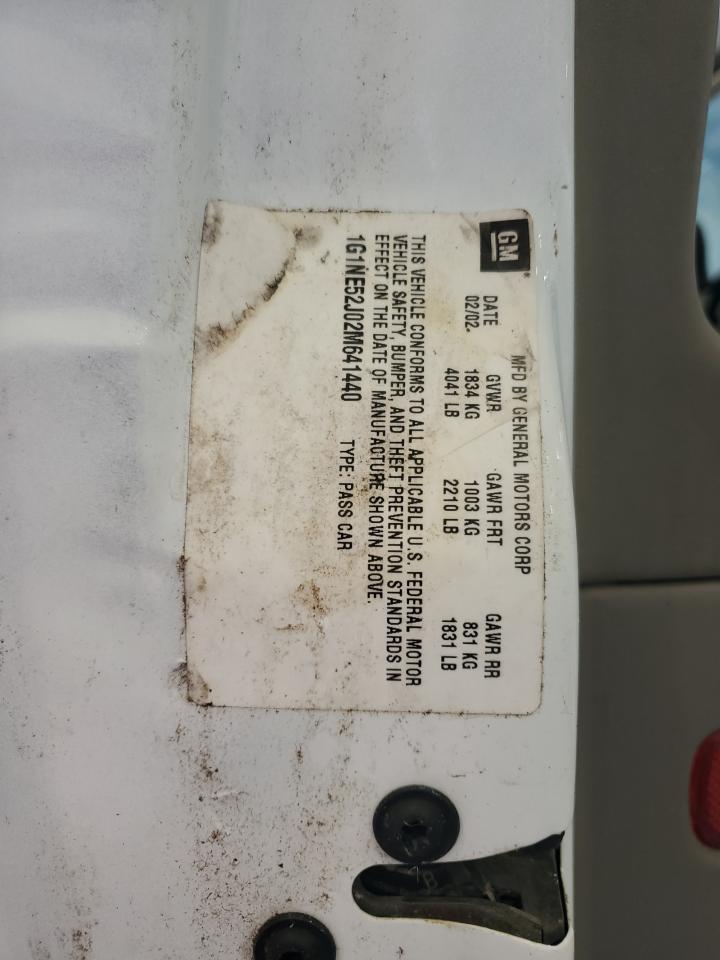 GM
MFD BY GENERAL MOTORS CORP
DATE GVWR GAWR FRT GAWR RR
02/02 1834 KG 1003 KG 831 KG
4041 LB 2210 LB 1831 LB
THIS VEHICLE CONFORMS TO ALL APPLICABLE U.S. FEDERAL MOTOR
VEHICLE SAFETY, BUMPER, AND THEFT PREVENTION STANDARDS IN
EFFECT ON THE DATE OF MANUFACTURE SHOWN ABOVE.
1G1NE52J02M641440 TYPE: PASS CAR